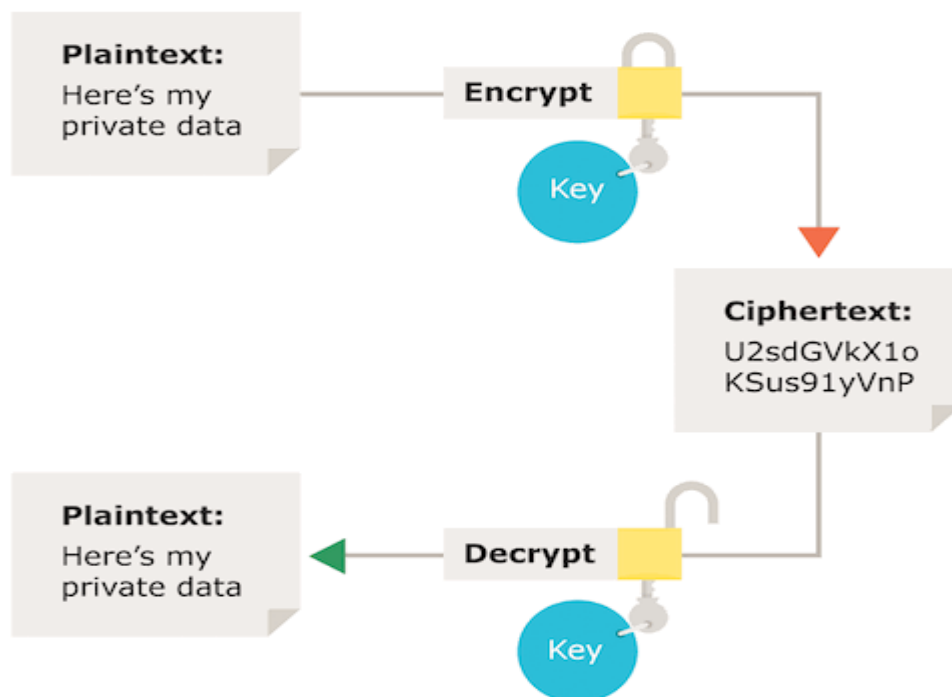 Plaintext:
Here’s my
private data
Encrypt
Key
Ciphertext:
U2sdGVkX1o
KSus91yVnP
Decrypt
Key
Plaintext:
Here’s my
private data